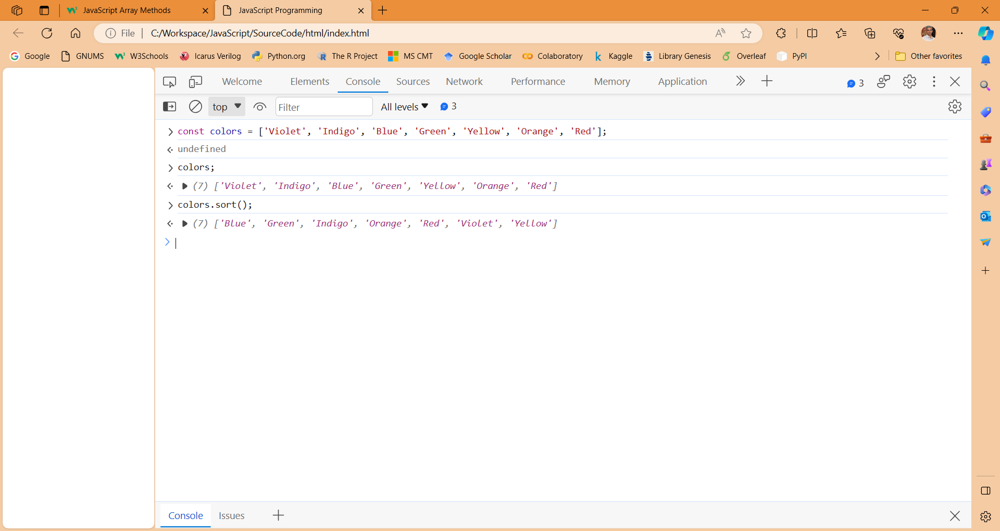 JavaScript Array Methods
JavaScript Programming
File C:/Workspace/JavaScript/SourceCode/html/index.html
Google GNUMS W3Schools Icarus Verilog Python.org The R Project MS CMT Google Scholar Colaboratory Kaggle Library Genesis Overleaf PyPI Other favorites
Welcome Elements Console Sources Network Performance Memory Application 3
top Filter All levels 3
const colors = ['Violet', 'Indigo', 'Blue', 'Green', 'Yellow', 'Orange', 'Red'];
undefined
colors;
(7) ['Violet', 'Indigo', 'Blue', 'Green', 'Yellow', 'Orange', 'Red']
colors.sort();
(7) ['Blue', 'Green', 'Indigo', 'Orange', 'Red', 'Violet', 'Yellow']
Console Issues